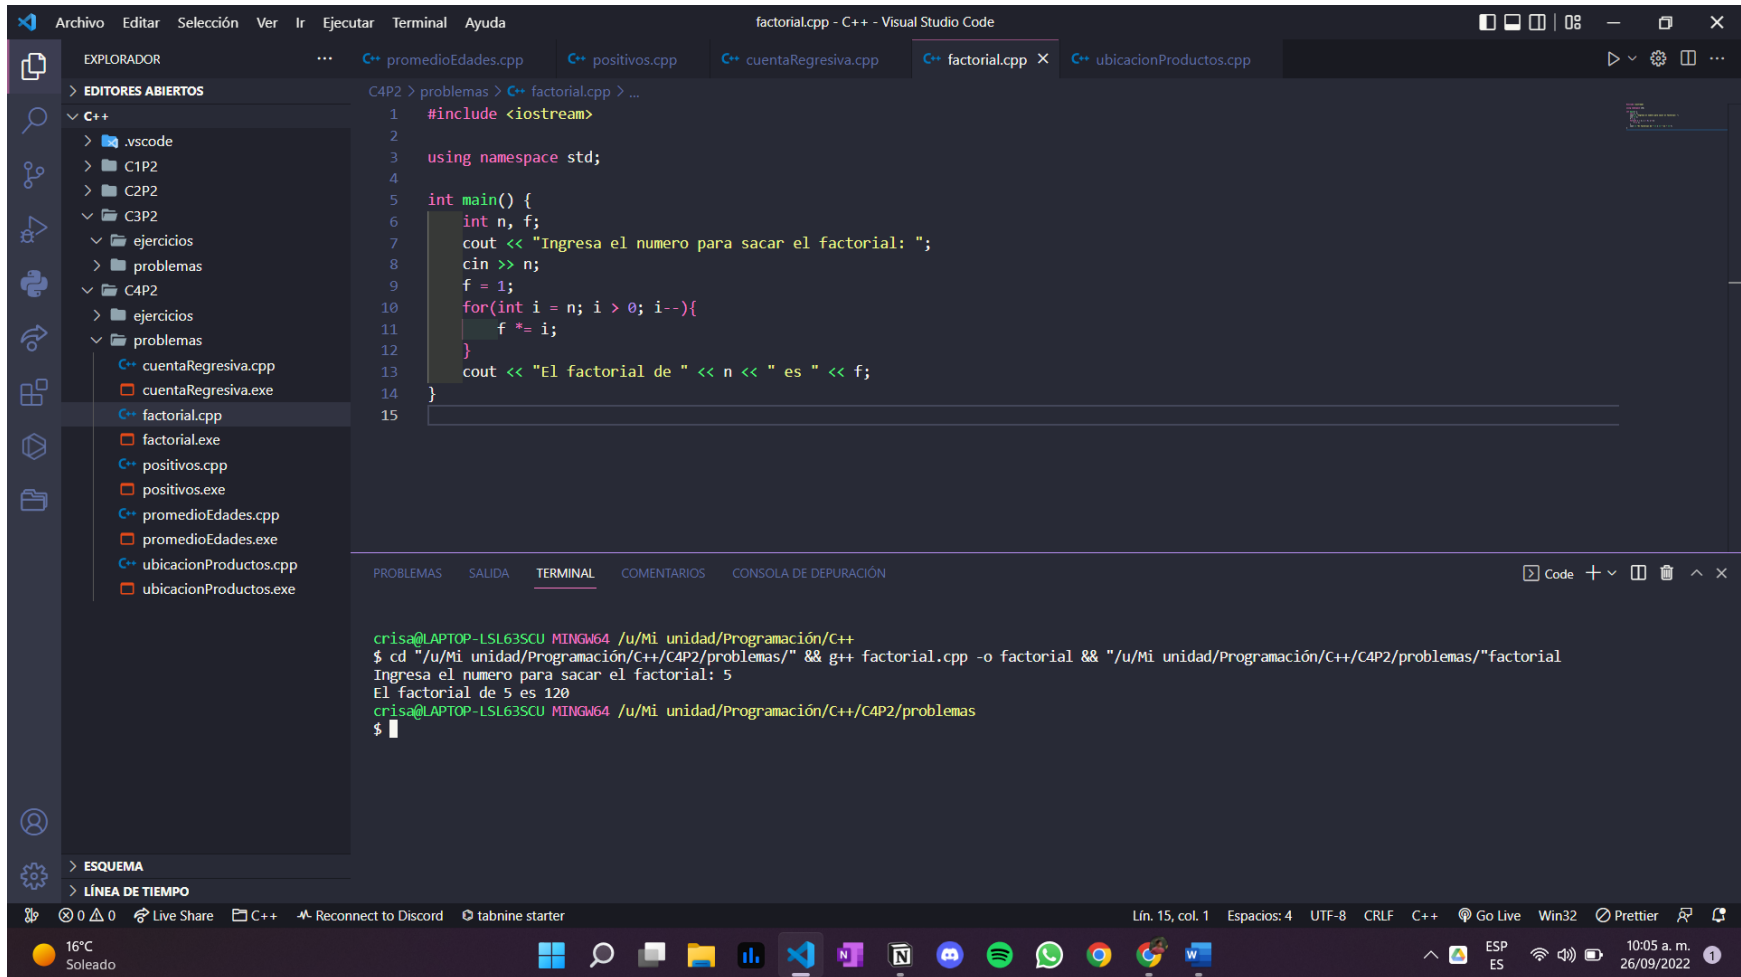 Archivo Editar Selección Ver Ir Ejecutar Terminal Ayuda
factorial.cpp - C++ - Visual Studio Code
EXPLORADOR
EDITORES ABIERTOS
C++
.vscode
C1P2
C2P2
C3P2
ejercicios
problemas
C4P2
ejercicios
problemas
cuentaRegresiva.cpp
cuentaRegresiva.exe
factorial.cpp
factorial.exe
positivos.cpp
positivos.exe
promedioEdades.cpp
promedioEdades.exe
ubicacionProductos.cpp
ubicacionProductos.exe
ESQUEMA
LÍNEA DE TIEMPO
promedioEdades.cpp positivos.cpp cuentaRegresiva.cpp factorial.cpp ubicacionProductos.cpp
C4P2 > problemas > factorial.cpp > ...
1 #include <iostream>
2
3 using namespace std;
4
5 int main() {
6 int n, f;
7 cout << "Ingresa el numero para sacar el factorial: ";
8 cin >> n;
9 f = 1;
10 for(int i = n; i > 0; i--){
11 f *= i;
12 }
13 cout << "El factorial de " << n << " es " << f;
14 }
15
PROBLEMAS SALIDA TERMINAL COMENTARIOS CONSOLA DE DEPURACIÓN
Code
crisa@LAPTOP-LSL63SCU MINGW64 /u/Mi unidad/Programación/C++
$ cd "/u/Mi unidad/Programación/C++/C4P2/problemas/" && g++ factorial.cpp -o factorial && "/u/Mi unidad/Programación/C++/C4P2/problemas/"factorial
Ingresa el numero para sacar el factorial: 5
El factorial de 5 es 120
crisa@LAPTOP-LSL63SCU MINGW64 /u/Mi unidad/Programación/C++/C4P2/problemas
$
0 0 Live Share C++ Reconnect to Discord tabnine starter
Lín. 15, col. 1 Espacios: 4 UTF-8 CRLF C++ Go Live Win32 Prettier
16°C
Soleado
ESP
ES
10:05 a. m.
26/09/2022
1